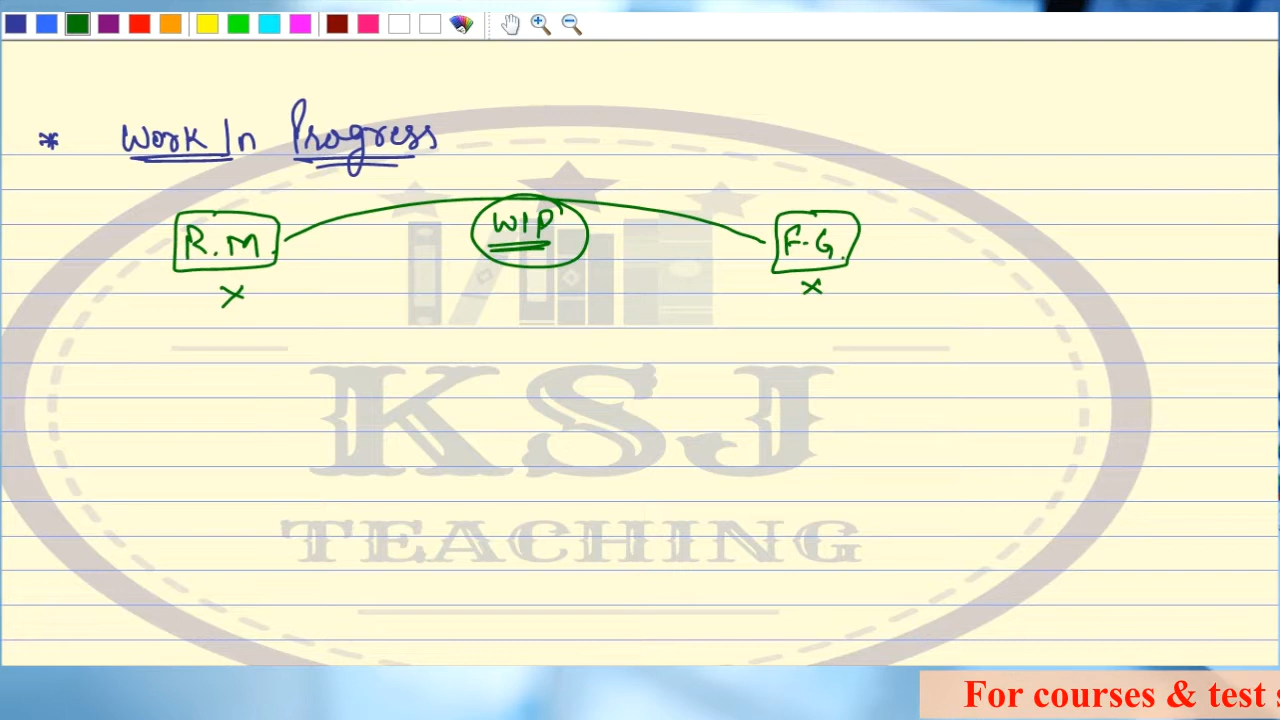 * Work In Progress
R.M. WIP F.G.
x x
KSJ
TEACHING
For courses & test s